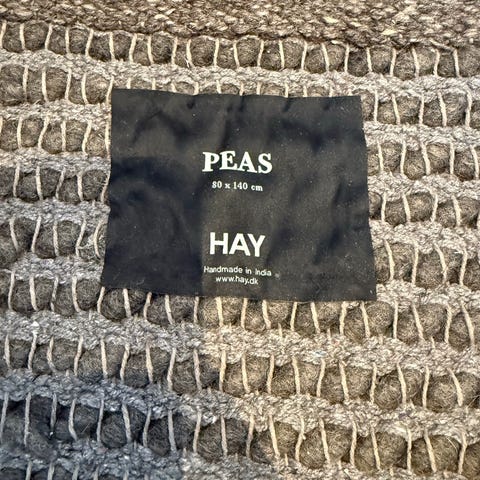 PEAS
80 x 140 cm
HAY
Handmade in India
www.hay.dk